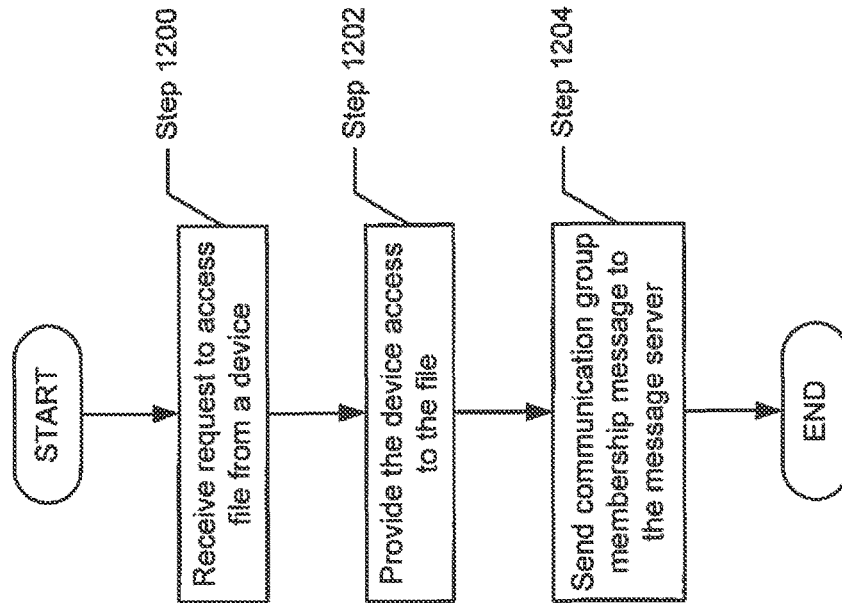 START
Receive request to access
file from a device
Step 1200
Provide the device access
to the file
Step 1202
Send communication group
membership message to
the message server
Step 1204
END